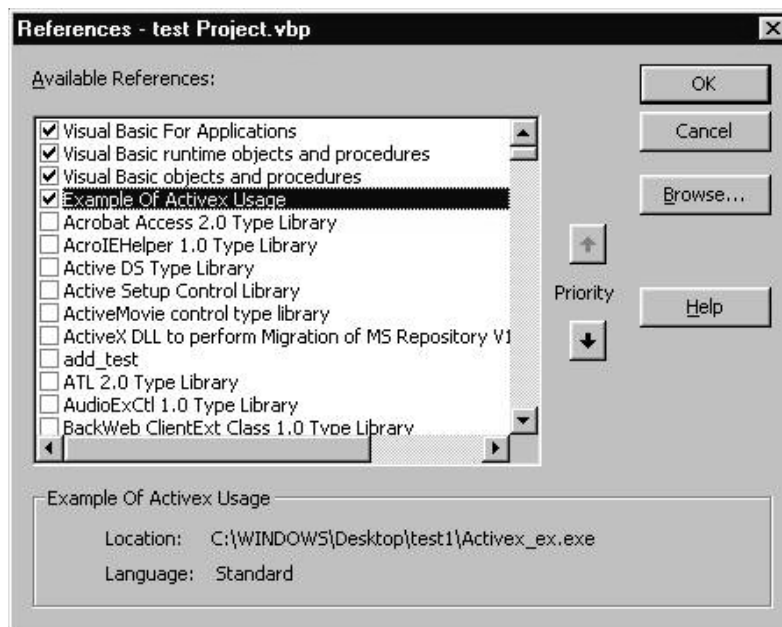 References - test Project.vbp
Available References:
Visual Basic For Applications
Visual Basic runtime objects and procedures
Visual Basic objects and procedures
Example Of Activex Usage
Acrobat Access 2.0 Type Library
AcroIEHelper 1.0 Type Library
Active DS Type Library
Active Setup Control Library
ActiveMovie control type library
ActiveX DLL to perform Migration of MS Repository V1
add_test
ATL 2.0 Type Library
AudioExCtl 1.0 Type Library
BackWeb ClientExt Class 1.0 Type Library
Priority
OK
Cancel
Browse...
Help
Example Of Activex Usage
Location: C:\WINDOWS\Desktop\test1\Activex_ex.exe
Language: Standard